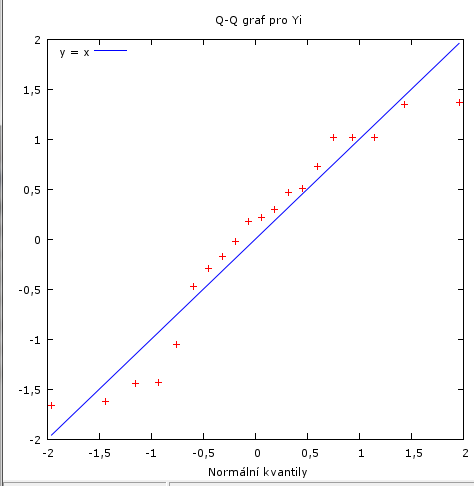 Q-Q graf pro Yi
y = x
2
1,5
1
0,5
0
-0,5
-1
-1,5
-2
-2 -1,5 -1 -0,5 0 0,5 1 1,5 2
Normální kvantily